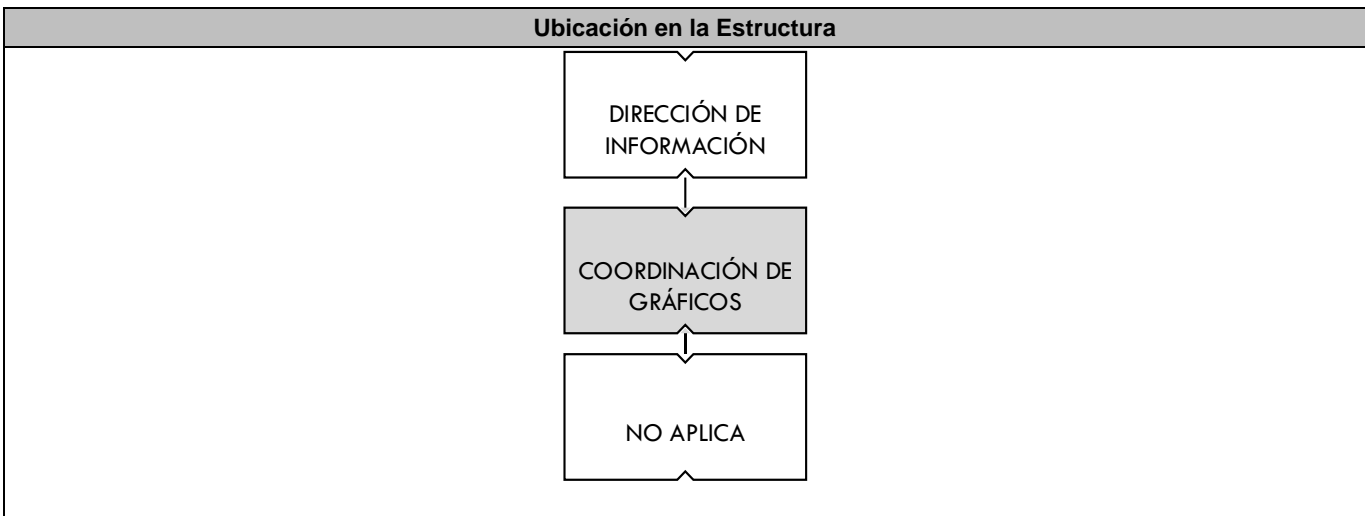 Ubicación en la Estructura
DIRECCIÓN DE
INFORMACIÓN
COORDINACIÓN DE
GRÁFICOS
NO APLICA